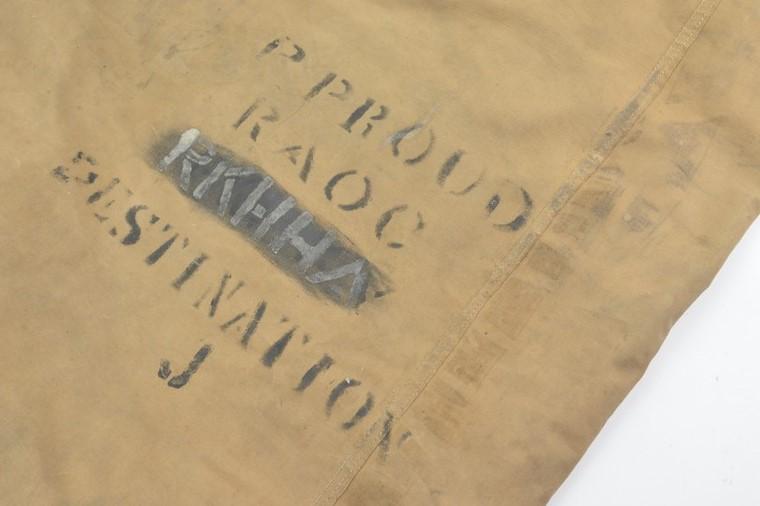 P PROUD
RAOC
RKHHA
DESTINATION
J